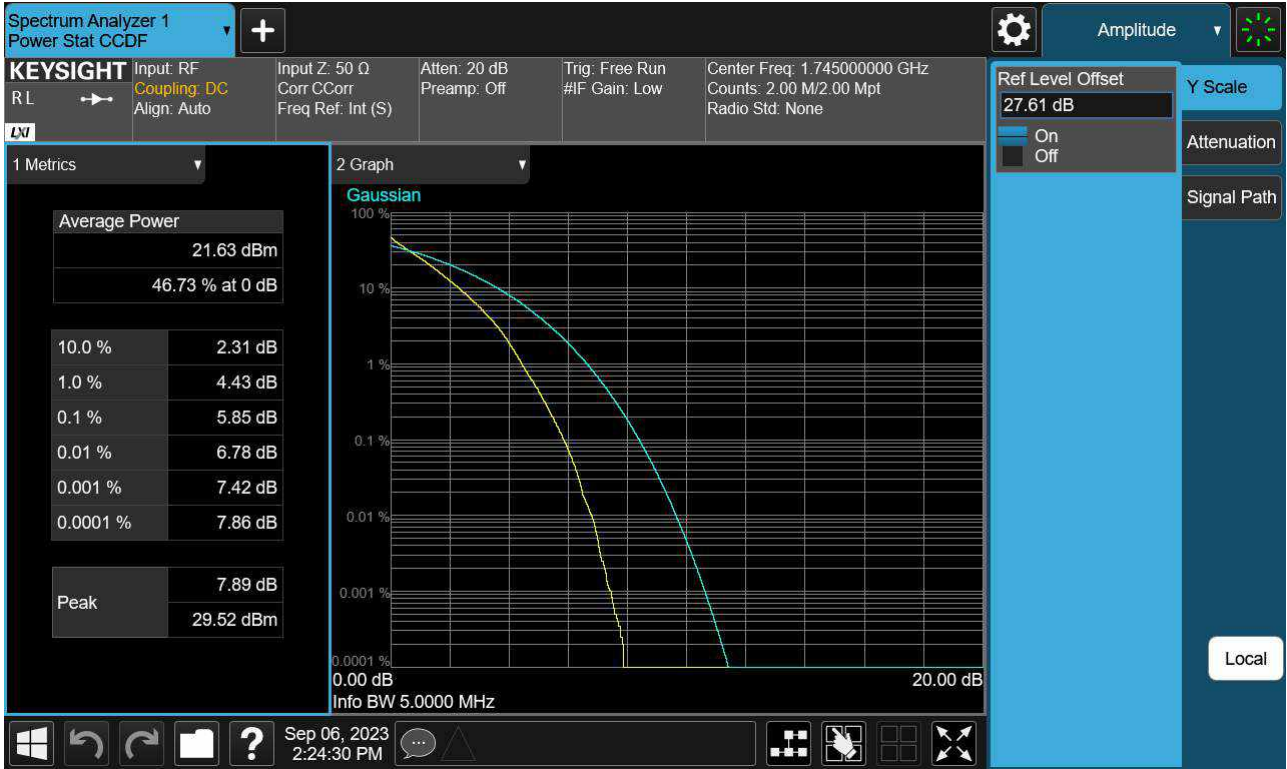 Spectrum Analyzer 1
Power Stat CCDF
Amplitude
KEYSIGHT
RL
LXI
Input: RF
Coupling: DC
Align: Auto
Input Z: 50 Ω
Corr CCorr
Freq Ref: Int (S)
Atten: 20 dB
Preamp: Off
Trig: Free Run
#IF Gain: Low
Center Freq: 1.745000000 GHz
Counts: 2.00 M/2.00 Mpt
Radio Std: None
Ref Level Offset
27.61 dB
On
Off
Y Scale
Attenuation
Signal Path
Local
1 Metrics
Average Power
21.63 dBm
46.73 % at 0 dB
10.0 % 2.31 dB
1.0 % 4.43 dB
0.1 % 5.85 dB
0.01 % 6.78 dB
0.001 % 7.42 dB
0.0001 % 7.86 dB
Peak
7.89 dB
29.52 dBm
2 Graph
Gaussian
100 %
10 %
1 %
0.1 %
0.01 %
0.001 %
0.0001 %
0.00 dB 20.00 dB
Info BW 5.0000 MHz
?
Sep 06, 2023
2:24:30 PM